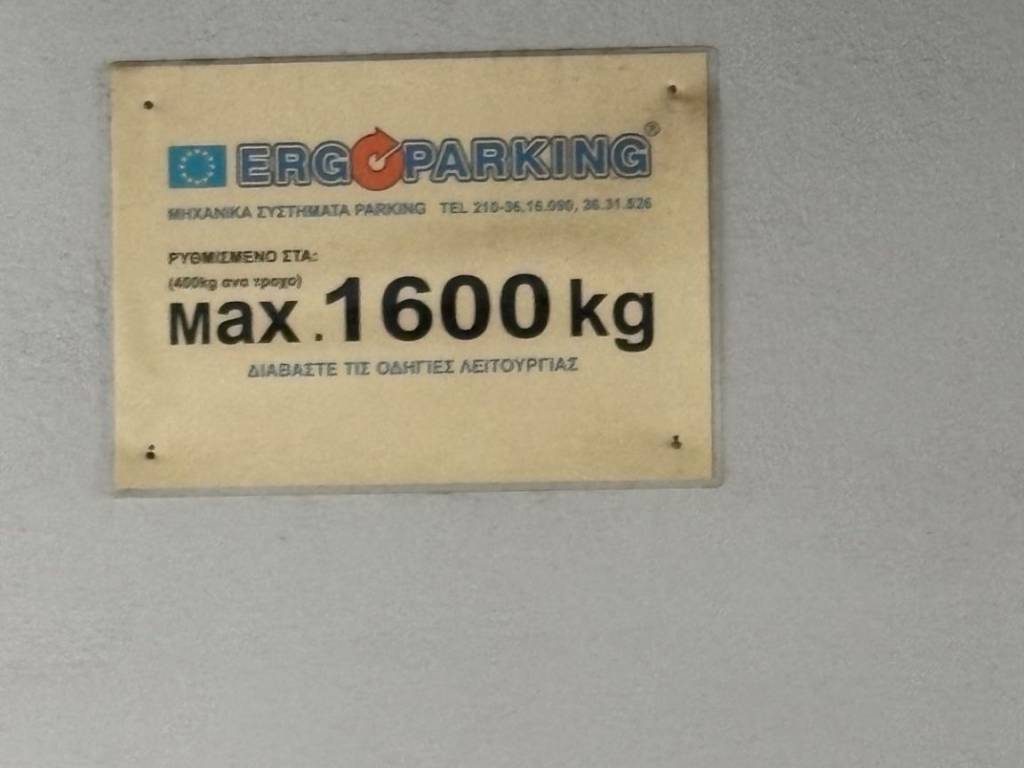 ERGOPARKING®
ΜΗΧΑΝΙΚΑ ΣΥΣΤΗΜΑΤΑ PARKING ΤΕL 210-36.16.090, 36.31.526
ΡΥΘΜΙΣΜΕΝΟ ΣΤΑ:
(400kg ανα τροχο)
Max .1600 kg
ΔΙΑΒΑΣΤΕ ΤΙΣ ΟΔΗΓΙΕΣ ΛΕΙΤΟΥΡΓΙΑΣ